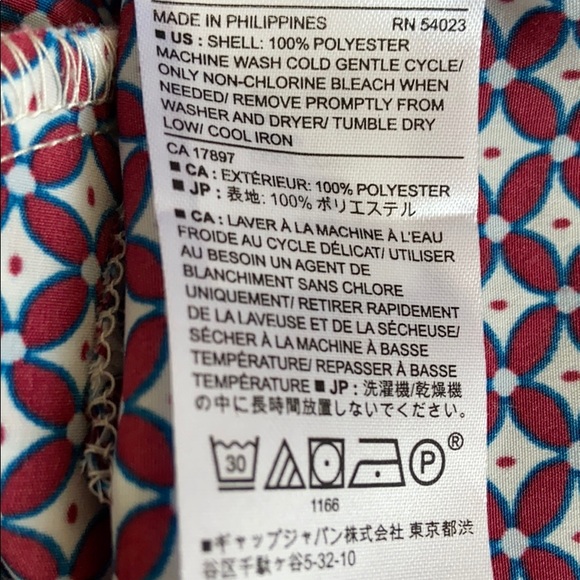 MADE IN PHILIPPINES RN 54023
■ US : SHELL: 100% POLYESTER
MACHINE WASH COLD GENTLE CYCLE/
ONLY NON-CHLORINE BLEACH WHEN
NEEDED/ REMOVE PROMPTLY FROM
WASHER AND DRYER/ TUMBLE DRY
LOW/ COOL IRON
CA 17897
■ CA : EXTÉRIEUR: 100% POLYESTER
■ JP : 表地: 100% ポリエステル
■ CA : LAVER À LA MACHINE À L'EAU
FROIDE AU CYCLE DÉLICAT/ UTILISER
AU BESOIN UN AGENT DE
BLANCHIMENT SANS CHLORE
UNIQUEMENT/ RETIRER RAPIDEMENT
DE LA LAVEUSE ET DE LA SÉCHEUSE/
SÉCHER À LA MACHINE À BASSE
TEMPÉRATURE/ REPASSER À BASSE
TEMPÉRATURE ■ JP : 洗濯機/乾燥機
の中に長時間放置しないでください。
30 P ®
1166
■ ギャップジャパン株式会社 東京都渋
谷区千駄ヶ谷5-32-10